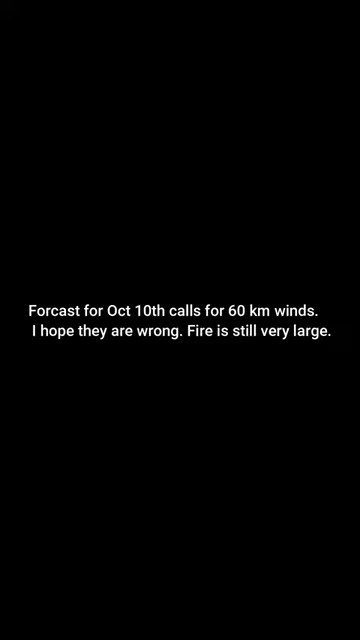 Forcast for Oct 10th calls for 60 km winds.
I hope they are wrong. Fire is still very large.